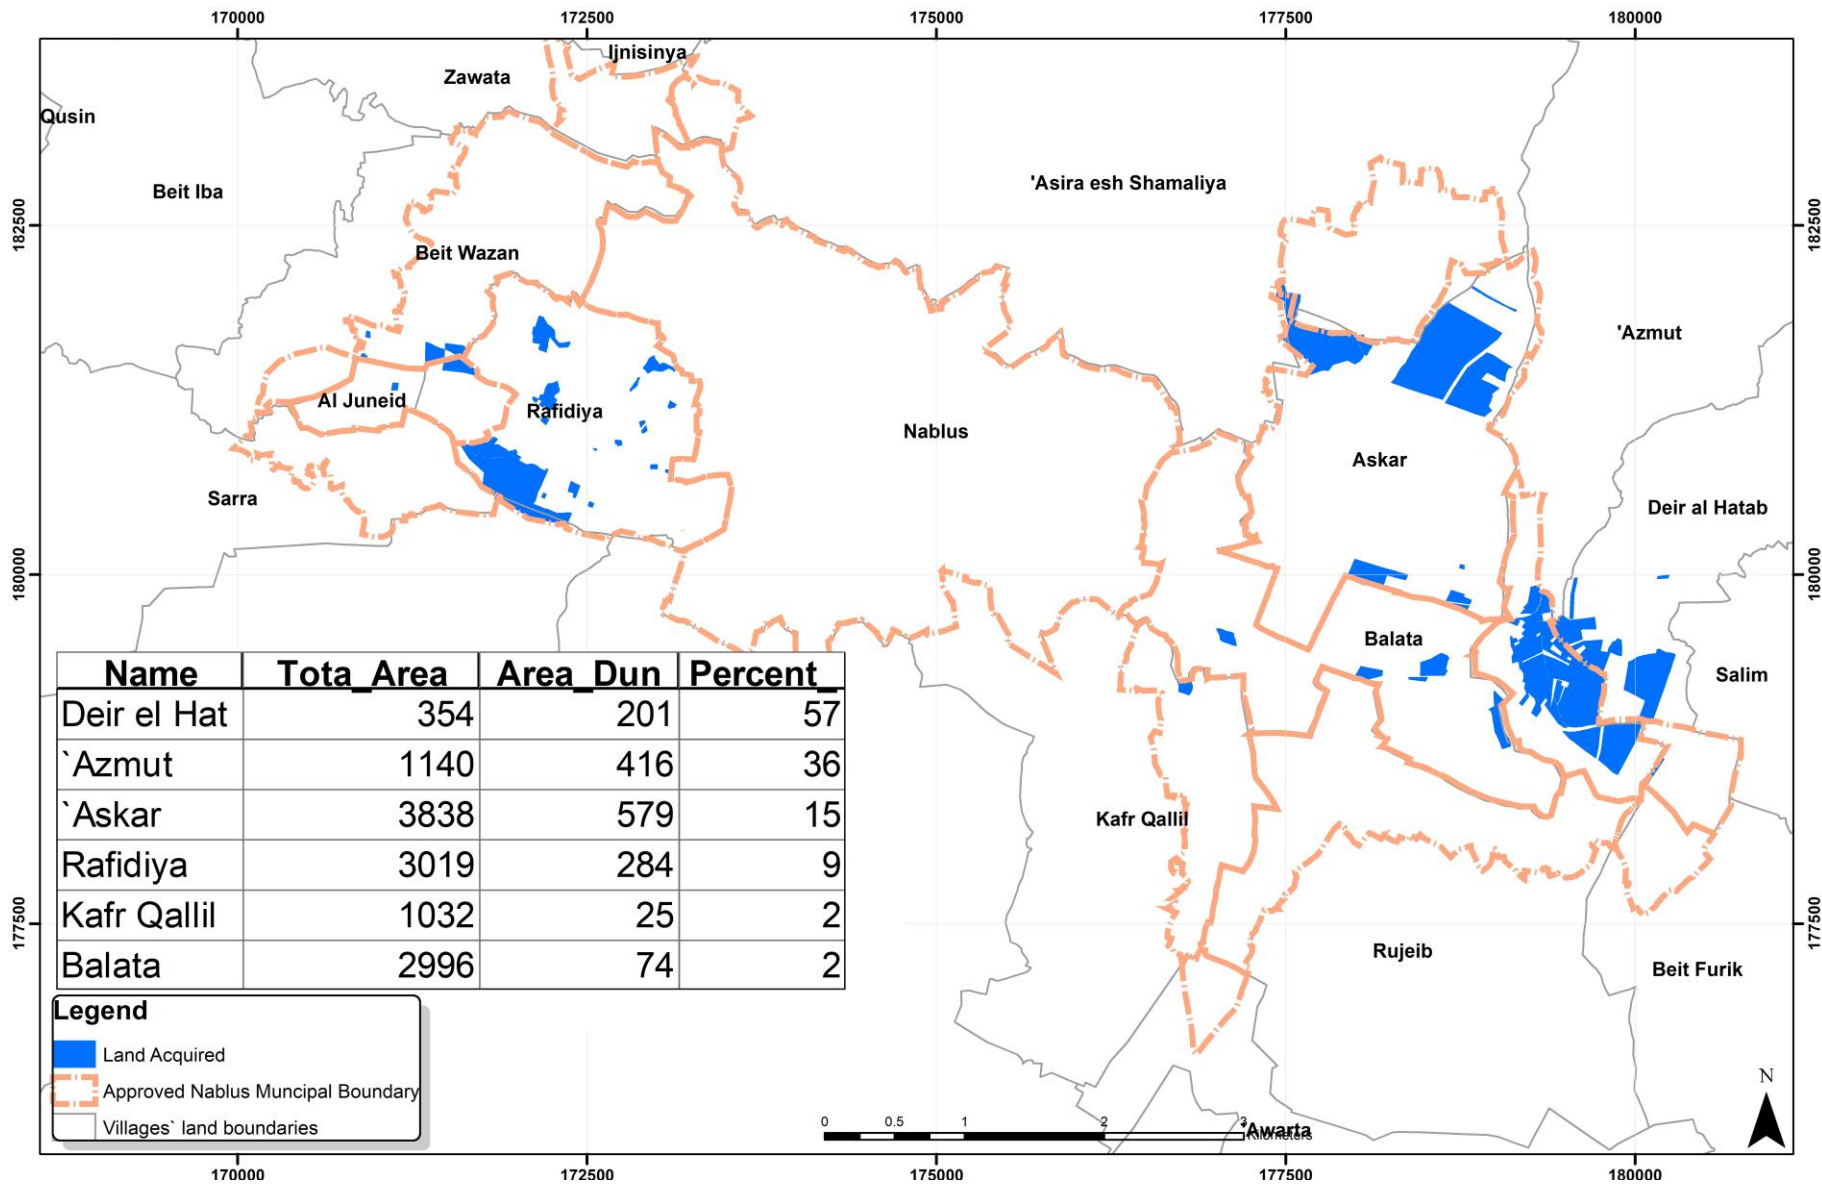 170000 172500 175000 177500 180000
Ijnisinya
Zawata
Qusin
'Asira esh Shamaliya
Beit Iba
182500
182500
Beit Wazan
'Azmut
Al Juneid
Rafidiya
Nablus
Askar
Sarra
Deir al Hatab
180000
180000
Balata
Salim
Name Tota_Area Area_Dun Percent_
Deir el Hat 354 201 57
`Azmut 1140 416 36
`Askar 3838 579 15
Rafidiya 3019 284 9
Kafr Qallil 1032 25 2
Balata 2996 74 2
Kafr Qallil
177500
177500
Rujeib
Beit Furik
Legend
Land Acquired
Approved Nablus Muncipal Boundary
Villages` land boundaries
N
0 0.5 1 2 3
Kilometers
'Awarta
170000 172500 175000 177500 180000